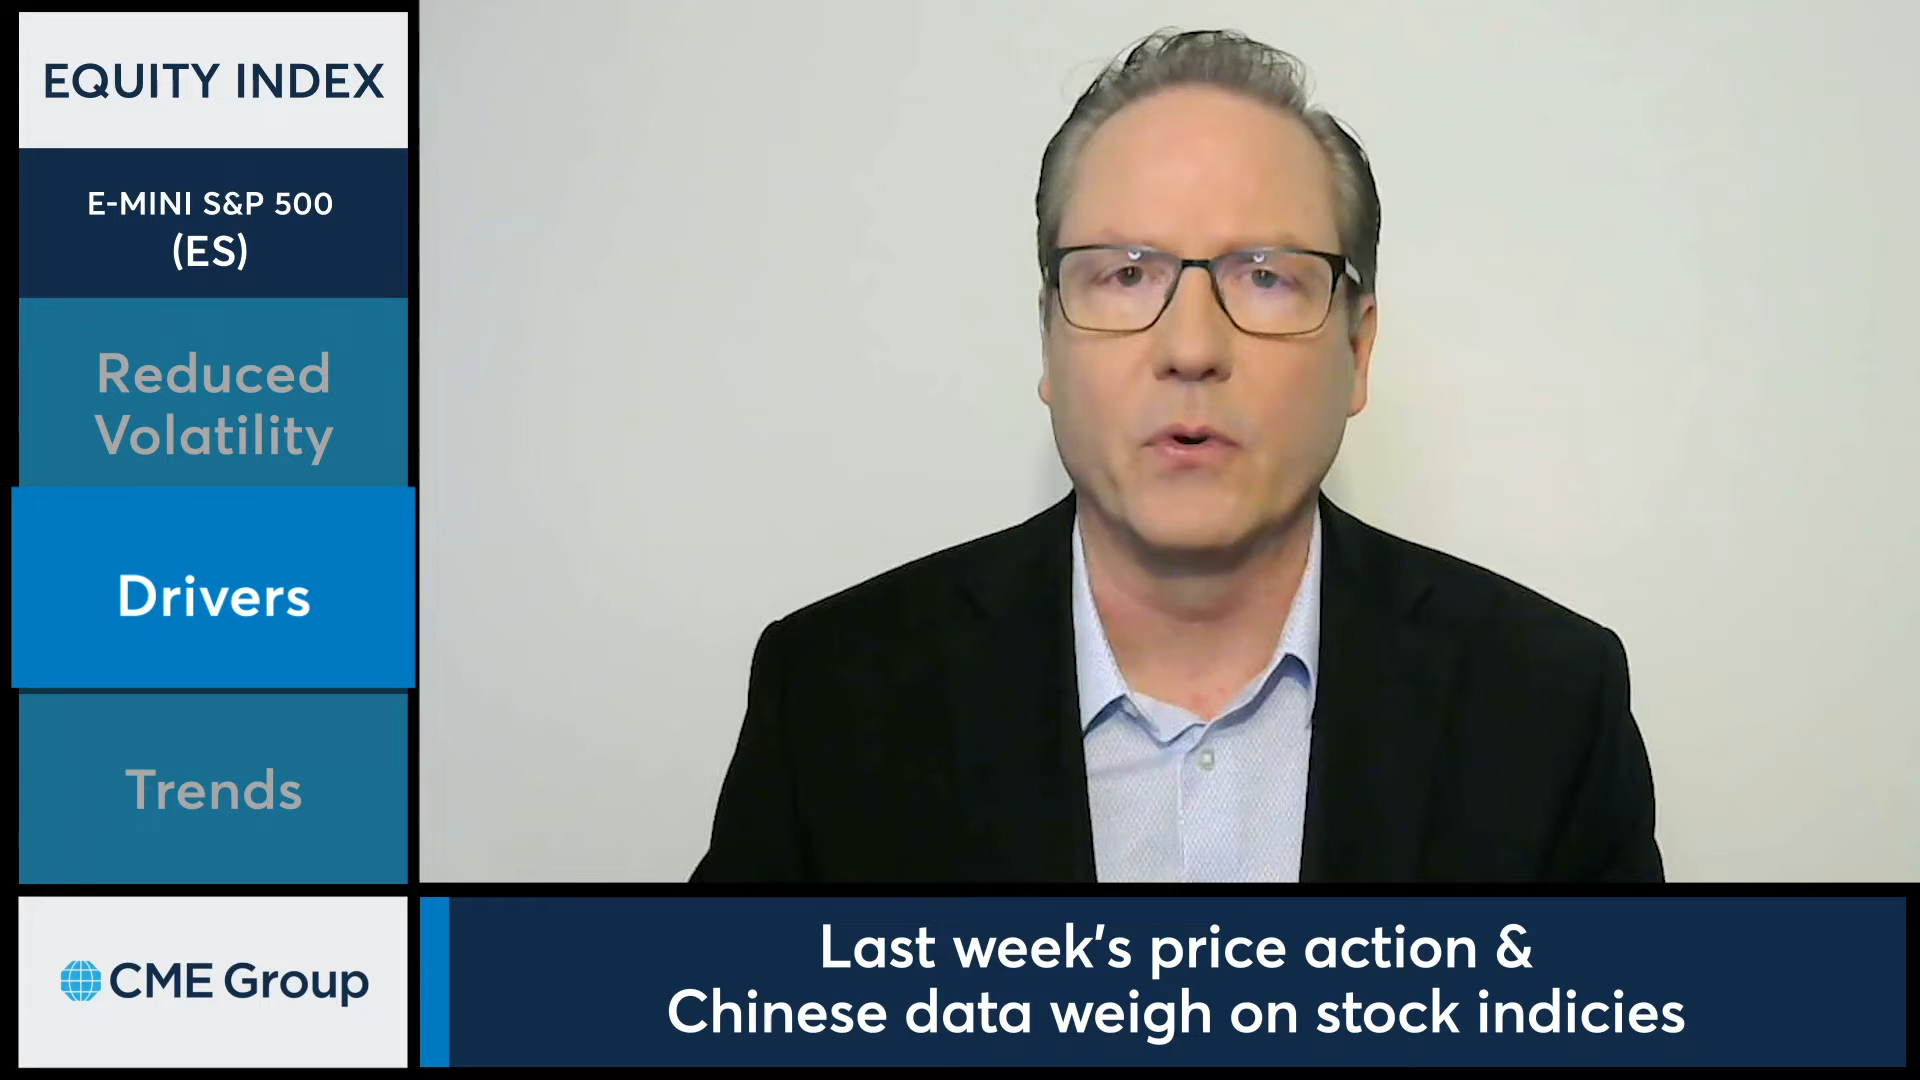 EQUITY INDEX
E-MINI S&P 500
(ES)
Reduced
Volatility
Drivers
Trends
CME Group
Last week's price action &
Chinese data weigh on stock indicies